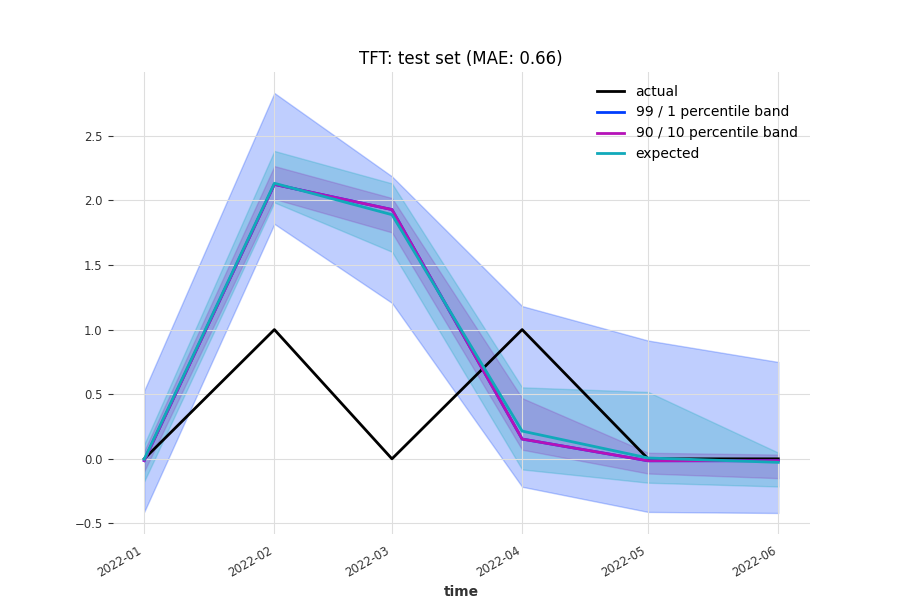 TFT: test set (MAE: 0.66)
actual
99 / 1 percentile band
90 / 10 percentile band
expected
2.5
2.0
1.5
1.0
0.5
0.0
−0.5
2022-01
2022-02
2022-03
2022-04
2022-05
2022-06
time